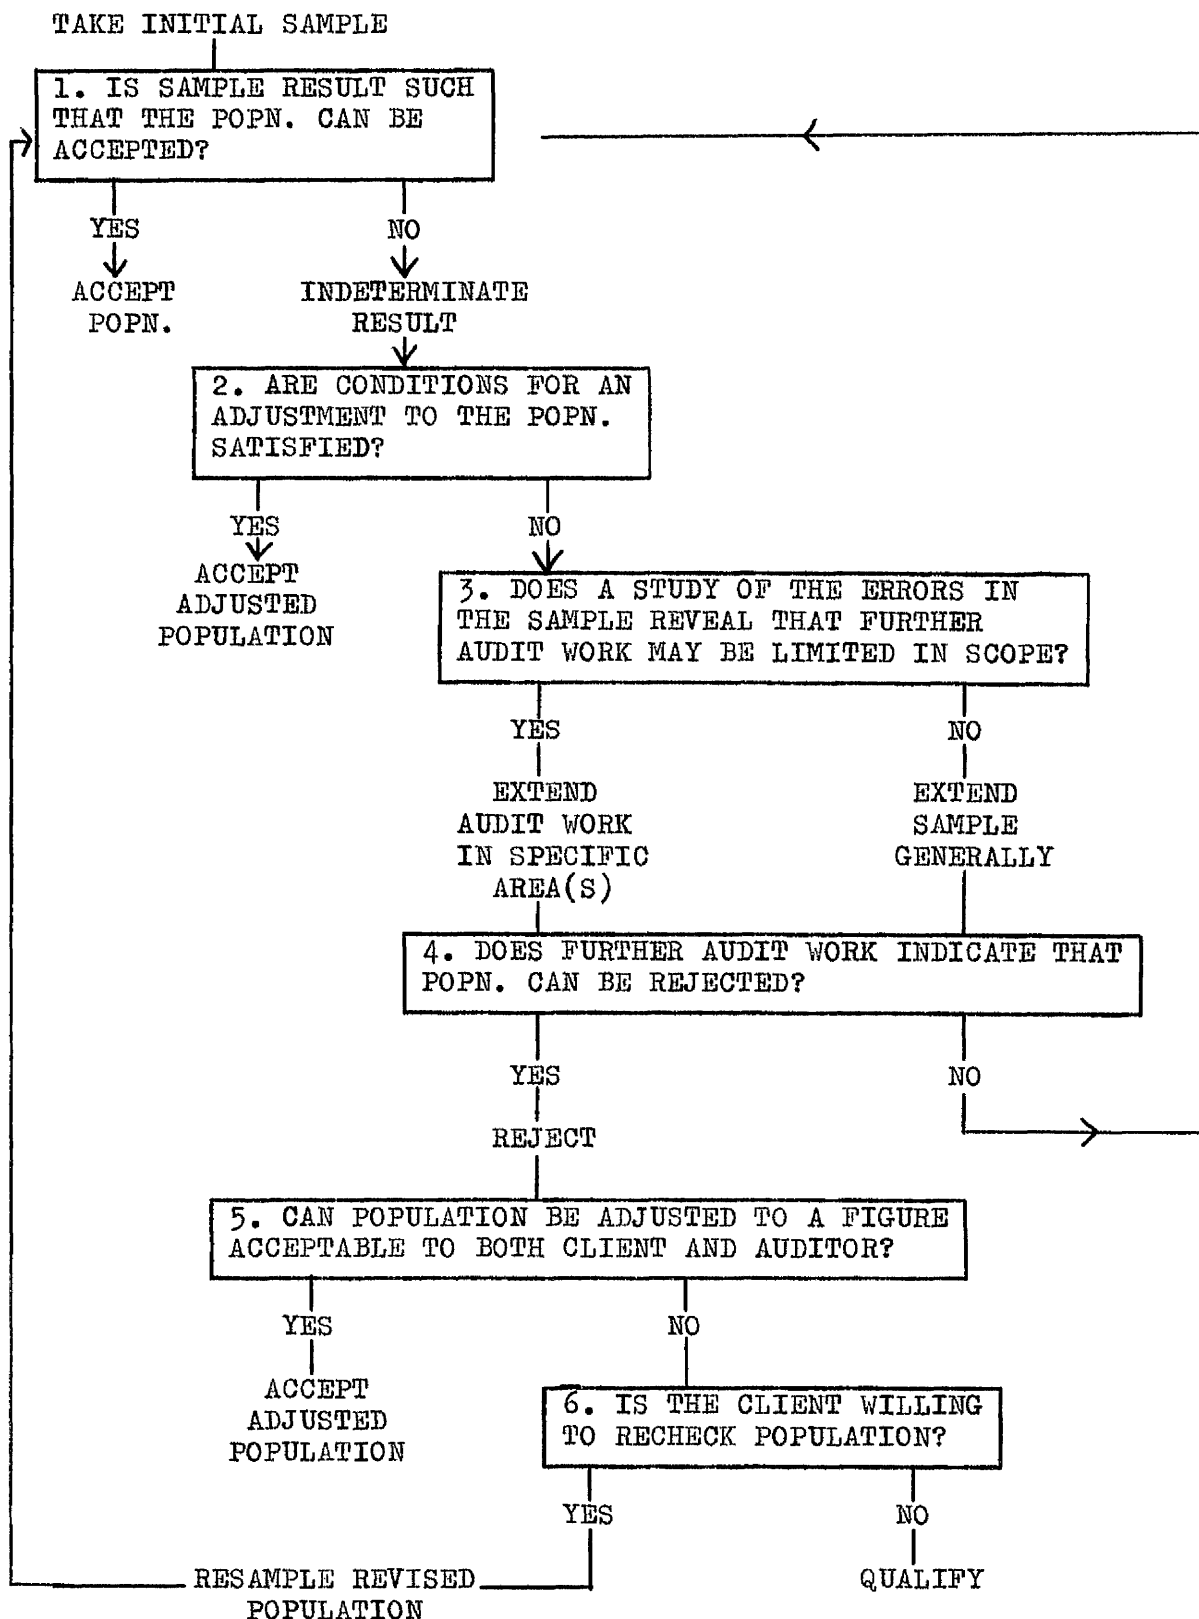 TAKE INITIAL SAMPLE
1. IS SAMPLE RESULT SUCH
THAT THE POPN. CAN BE
ACCEPTED?
YES
NO
ACCEPT
POPN.
INDETERMINATE
RESULT
2. ARE CONDITIONS FOR AN
ADJUSTMENT TO THE POPN.
SATISFIED?
YES
NO
ACCEPT
ADJUSTED
POPULATION
3. DOES A STUDY OF THE ERRORS IN
THE SAMPLE REVEAL THAT FURTHER
AUDIT WORK MAY BE LIMITED IN SCOPE?
YES
NO
EXTEND
AUDIT WORK
IN SPECIFIC
AREA(S)
EXTEND
SAMPLE
GENERALLY
4. DOES FURTHER AUDIT WORK INDICATE THAT
POPN. CAN BE REJECTED?
YES
NO
REJECT
5. CAN POPULATION BE ADJUSTED TO A FIGURE
ACCEPTABLE TO BOTH CLIENT AND AUDITOR?
YES
NO
ACCEPT
ADJUSTED
POPULATION
6. IS THE CLIENT WILLING
TO RECHECK POPULATION?
YES
NO
RESAMPLE REVISED
POPULATION
QUALIFY